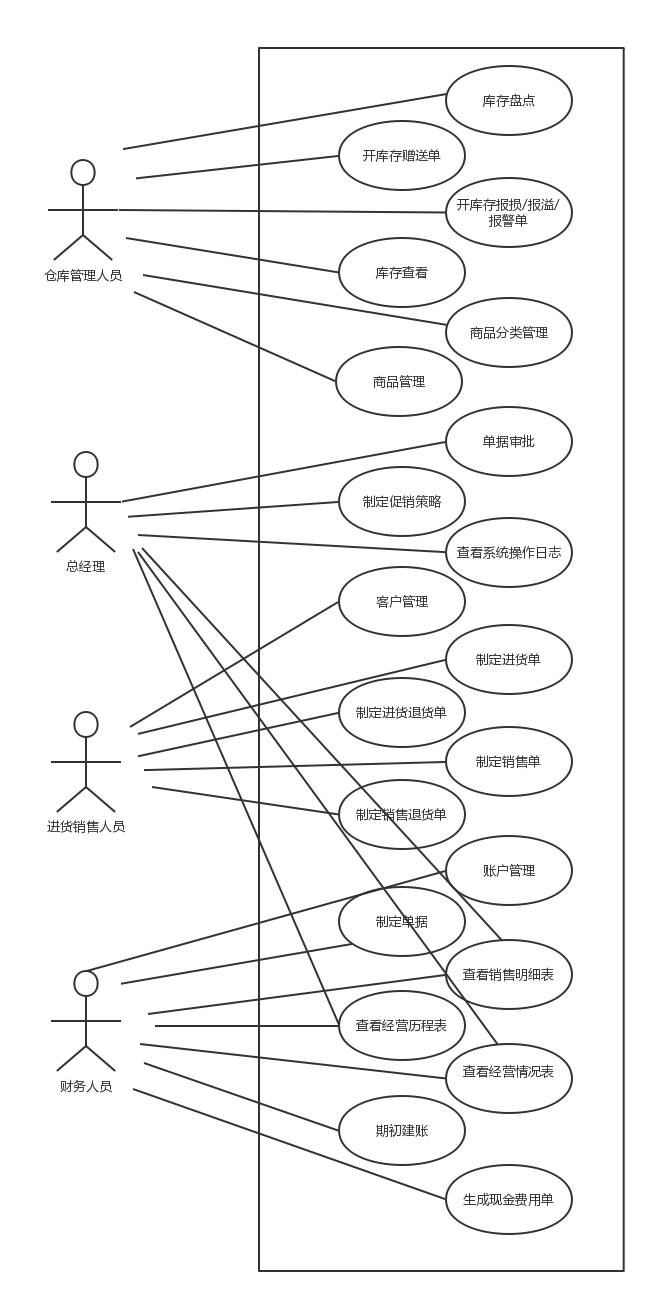 库存盘点
开库存赠送单
开库存报损/报溢/
报警单
库存查看
仓库管理人员
商品分类管理
商品管理
单据审批
制定促销策略
查看系统操作日志
总经理
客户管理
制定进货单
制定进货退货单
制定销售单
制定销售退货单
进货销售人员
账户管理
制定单据
查看销售明细表
查看经营历程表
查看经营情况表
财务人员
期初建账
生成现金费用单